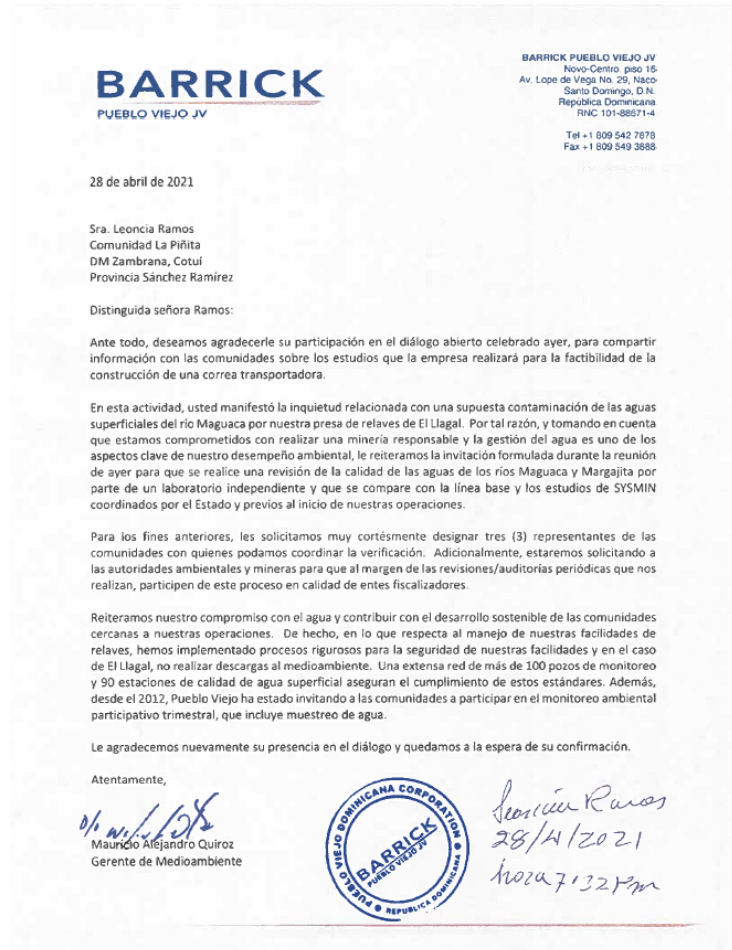 BARRICK
PUEBLO VIEJO JV
BARRICK PUEBLO VIEJO JV
Novo-Centro, piso 16
Av. Lope de Vega No. 29, Naco
Santo Domingo, D.N.
República Dominicana
RNC 101-88671-4
Tel +1 809 542 7878
Fax +1 809 549 3888
28 de abril de 2021
Sra. Leoncia Ramos
Comunidad La Piñita
DM Zambrana, Cotuí
Provincia Sánchez Ramírez
Distinguida señora Ramos:
Ante todo, deseamos agradecerle su participación en el diálogo abierto celebrado ayer, para compartir
información con las comunidades sobre los estudios que la empresa realizará para la factibilidad de la
construcción de una correa transportadora.
En esta actividad, usted manifestó la inquietud relacionada con una supuesta contaminación de las aguas
superficiales del río Maguaca por nuestra presa de relaves de El Llagal. Por tal razón, y tomando en cuenta
que estamos comprometidos con realizar una minería responsable y la gestión del agua es uno de los
aspectos clave de nuestro desempeño ambiental, le reiteramos la invitación formulada durante la reunión
de ayer para que se realice una revisión de la calidad de las aguas de los ríos Maguaca y Margajita por
parte de un laboratorio independiente y que se compare con la línea base y los estudios de SYSMIN
coordinados por el Estado y previos al inicio de nuestras operaciones.
Para los fines anteriores, les solicitamos muy cortésmente designar tres (3) representantes de las
comunidades con quienes podamos coordinar la verificación. Adicionalmente, estaremos solicitando a
las autoridades ambientales y mineras para que al margen de las revisiones/auditorías periódicas que nos
realizan, participen de este proceso en calidad de entes fiscalizadores.
Reiteramos nuestro compromiso con el agua y contribuir con el desarrollo sostenible de las comunidades
cercanas a nuestras operaciones. De hecho, en lo que respecta al manejo de nuestras facilidades de
relaves, hemos implementado procesos rigurosos para la seguridad de nuestras facilidades y en el caso
de El Llagal, no realizar descargas al medioambiente. Una extensa red de más de 100 pozos de monitoreo
y 90 estaciones de calidad de agua superficial aseguran el cumplimiento de estos estándares. Además,
desde el 2012, Pueblo Viejo ha estado invitando a las comunidades a participar en el monitoreo ambiental
participativo trimestral, que incluye muestreo de agua.
Le agradecemos nuevamente su presencia en el diálogo y quedamos a la espera de su confirmación.
Atentamente,
Mauricio Alejandro Quiroz
Gerente de Medioambiente
PUEBLO VIEJO DOMINICANA CORPORATION
BARRICK
PUEBLO VIEJO JV
REPUBLICA DOMINICANA
Leoncia Ramos
28/4/2021
hora 7:32 Pm